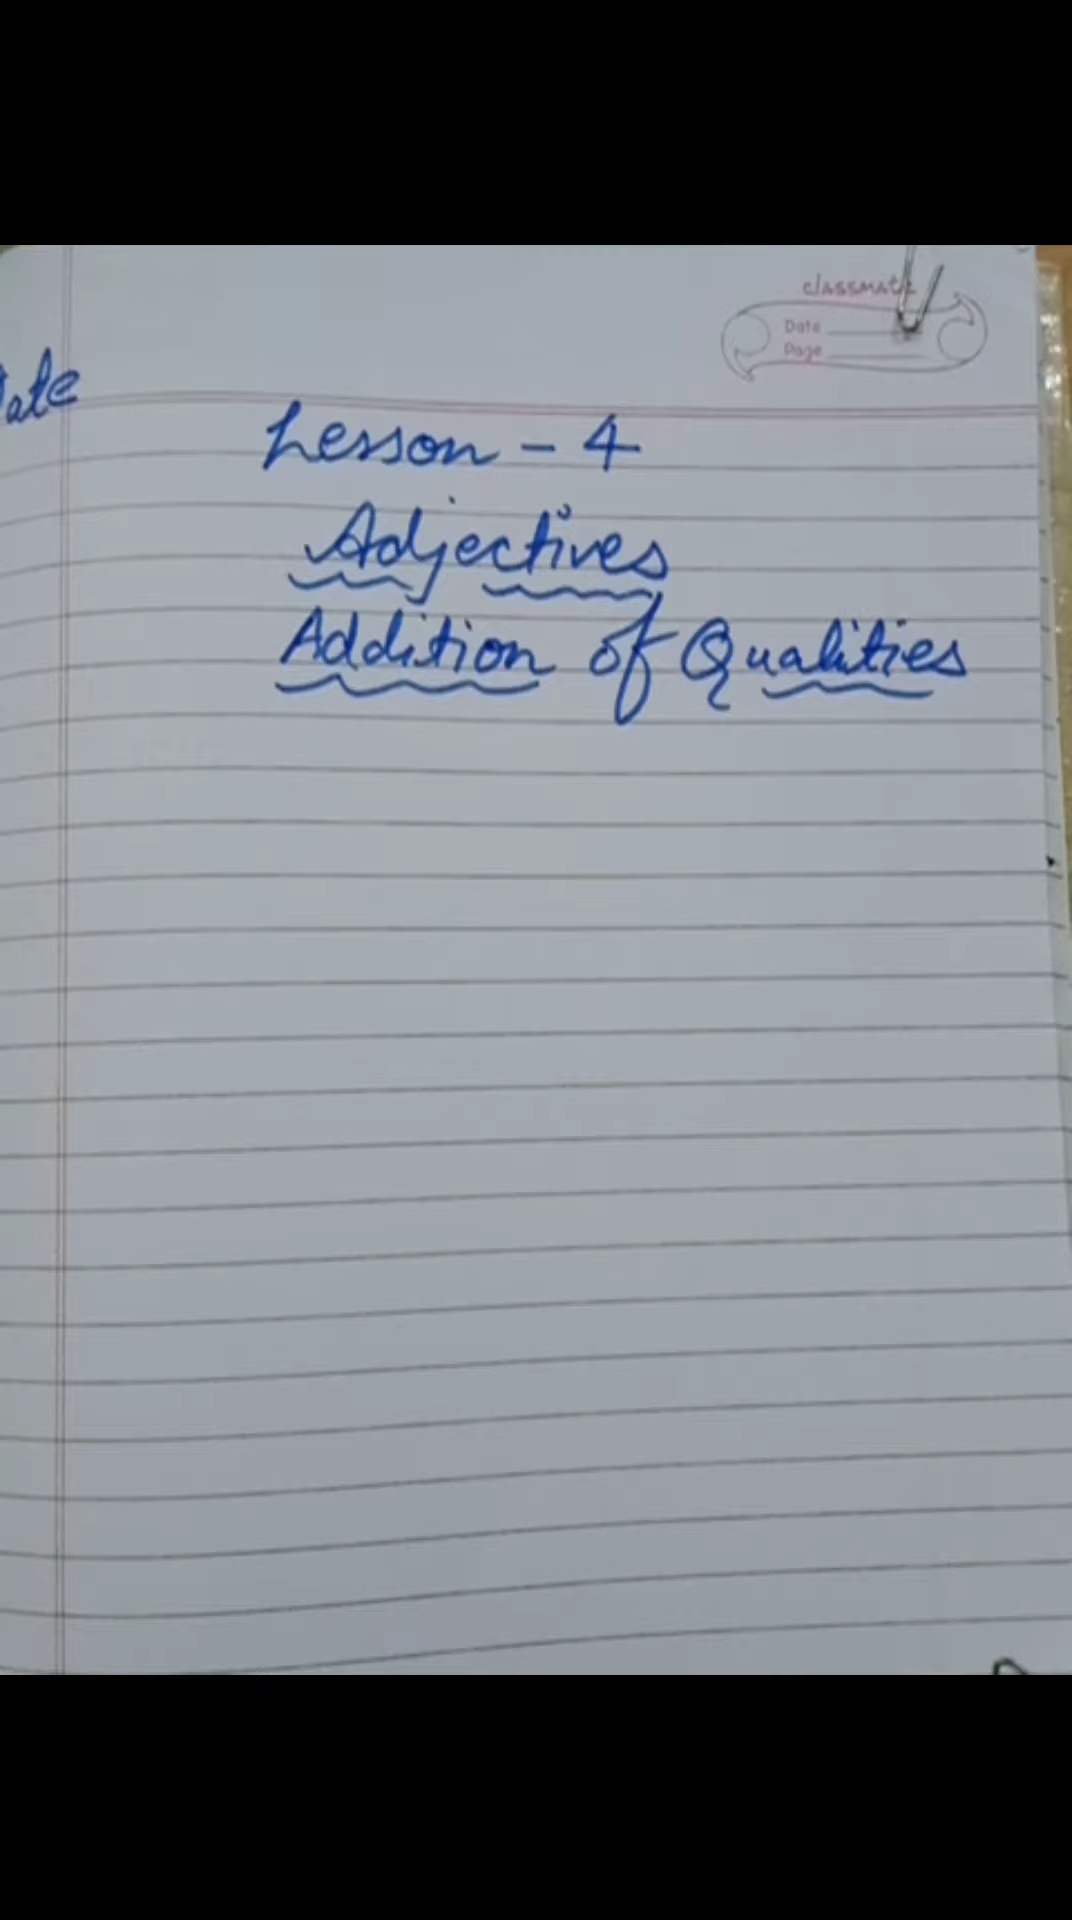 classmate
Date
Page
Lesson - 4
Adjectives
Addition of Qualities